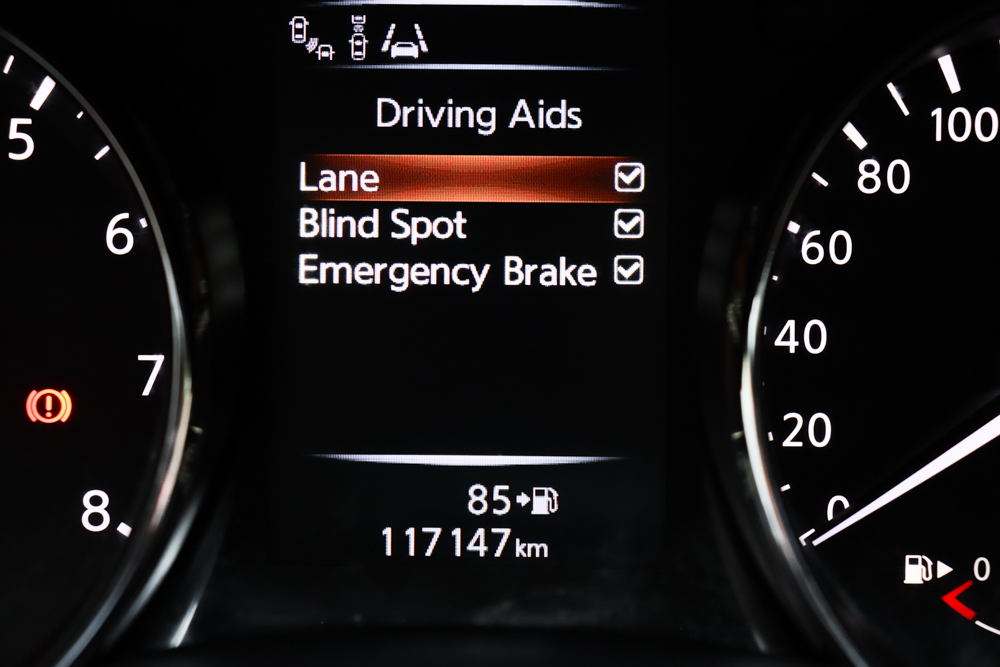 Driving Aids
Lane
Blind Spot
Emergency Brake
85
117147km
5
6
7
8
100
80
60
40
20
0
0